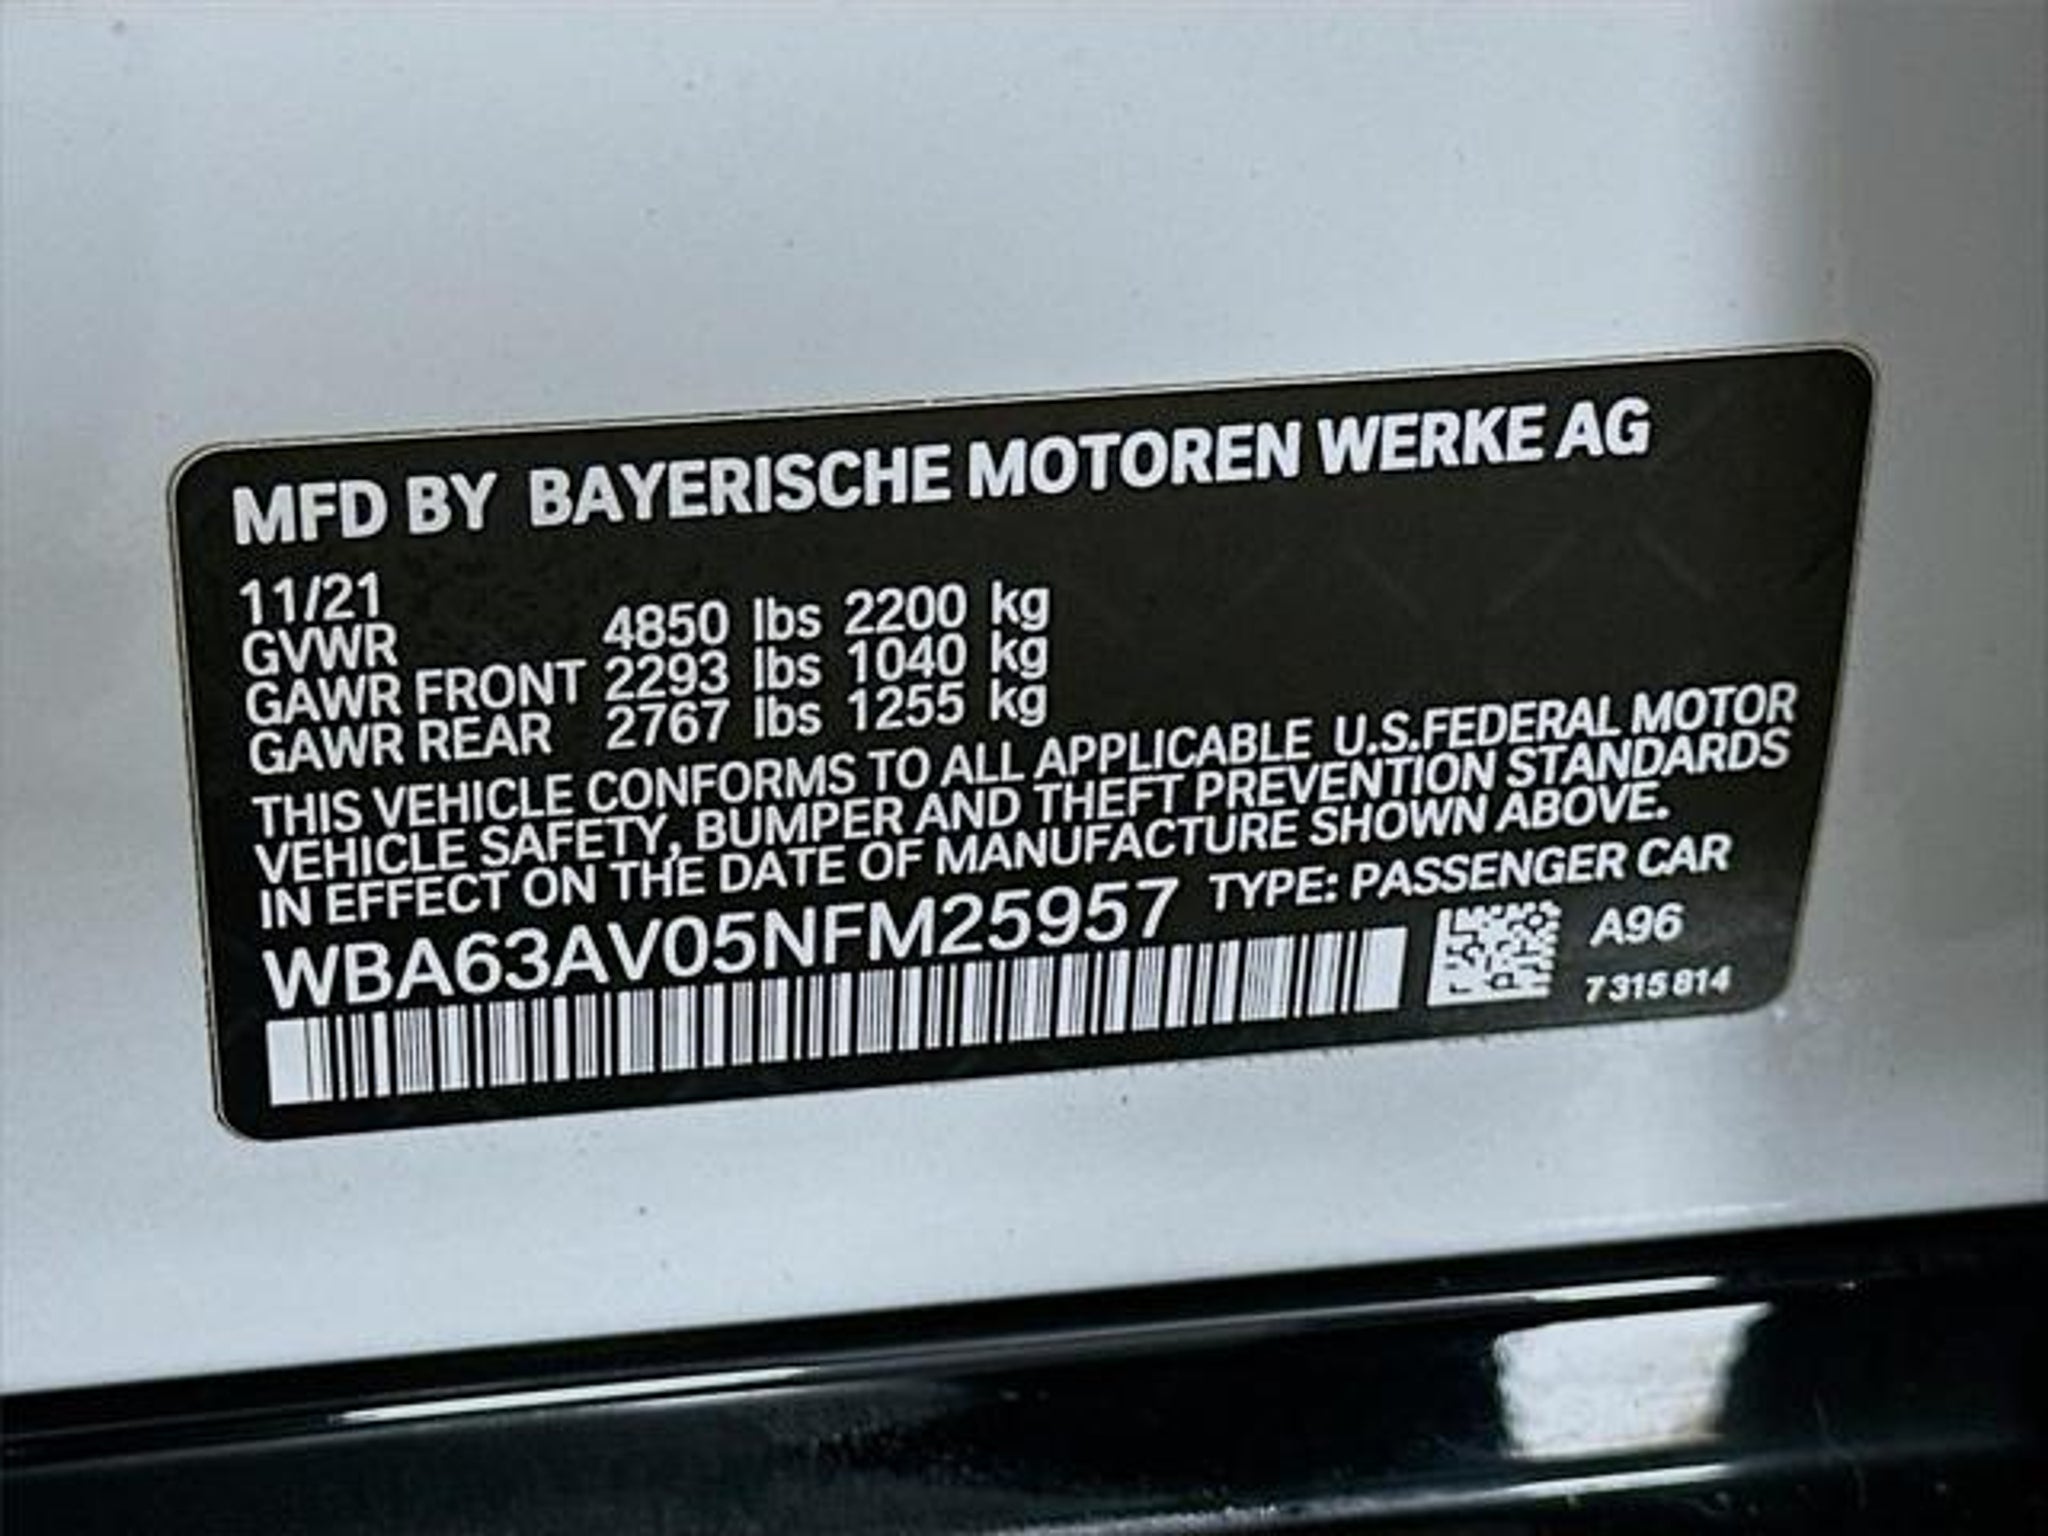 MFD BY BAYERISCHE MOTOREN WERKE AG
11/21
GVWR 4850 lbs 2200 kg
GAWR FRONT 2293 lbs 1040 kg
GAWR REAR 2767 lbs 1255 kg
THIS VEHICLE CONFORMS TO ALL APPLICABLE U.S.FEDERAL MOTOR
VEHICLE SAFETY, BUMPER AND THEFT PREVENTION STANDARDS
IN EFFECT ON THE DATE OF MANUFACTURE SHOWN ABOVE.
WBA63AV05NFM25957 TYPE: PASSENGER CAR
A96
7 315 814